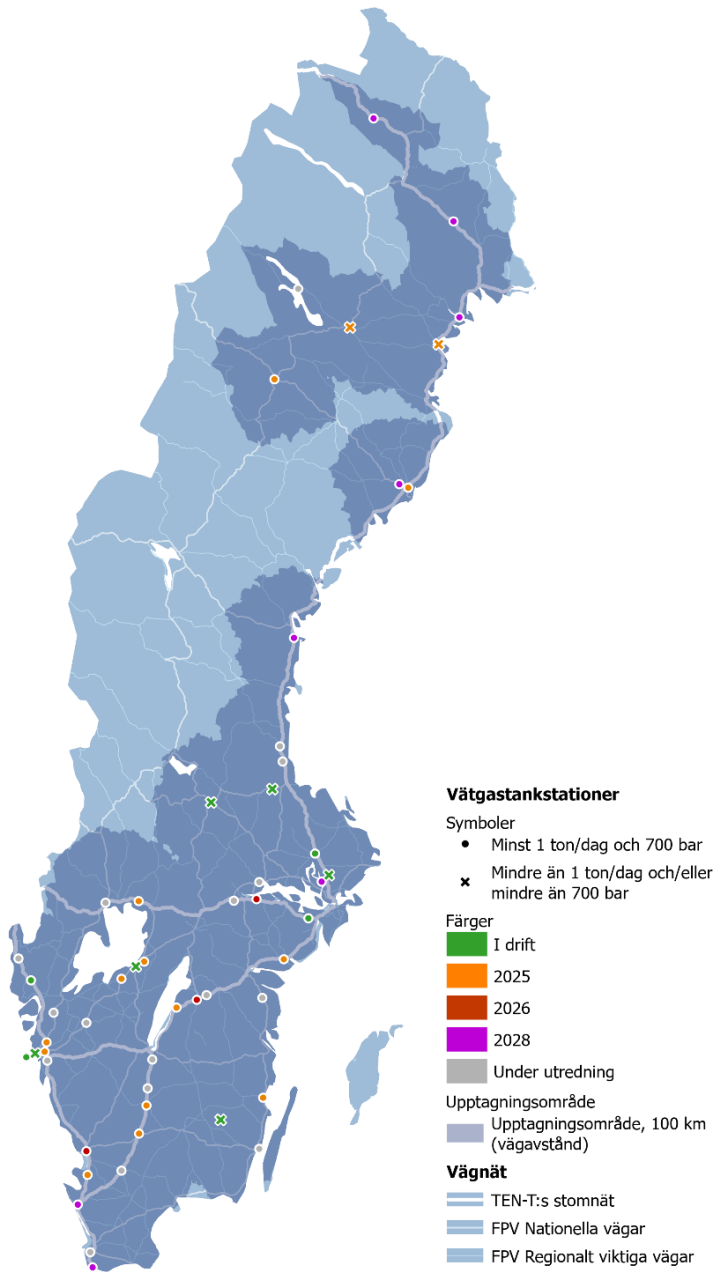 Vätgastankstationer
Symboler
Minst 1 ton/dag och 700 bar
Mindre än 1 ton/dag och/eller
mindre än 700 bar
Färger
I drift
2025
2026
2028
Under utredning
Upptagningsområde
Upptagningsområde, 100 km
(vägavstånd)
Vägnät
TEN-T:s stomnät
FPV Nationella vägar
FPV Regionalt viktiga vägar